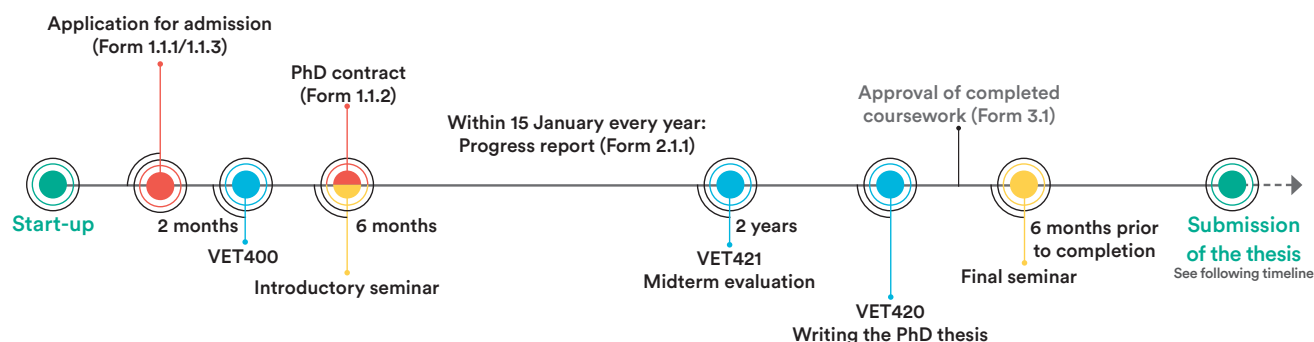 Application for admission
(Form 1.1.1/1.1.3)
PhD contract
(Form 1.1.2)
Within 15 January every year:
Progress report (Form 2.1.1)
Approval of completed
coursework (Form 3.1)
Start-up
2 months
VET400
6 months
Introductory seminar
2 years
VET421
Midterm evaluation
VET420
Writing the PhD thesis
6 months prior
to completion
Final seminar
Submission
of the thesis
See following timeline